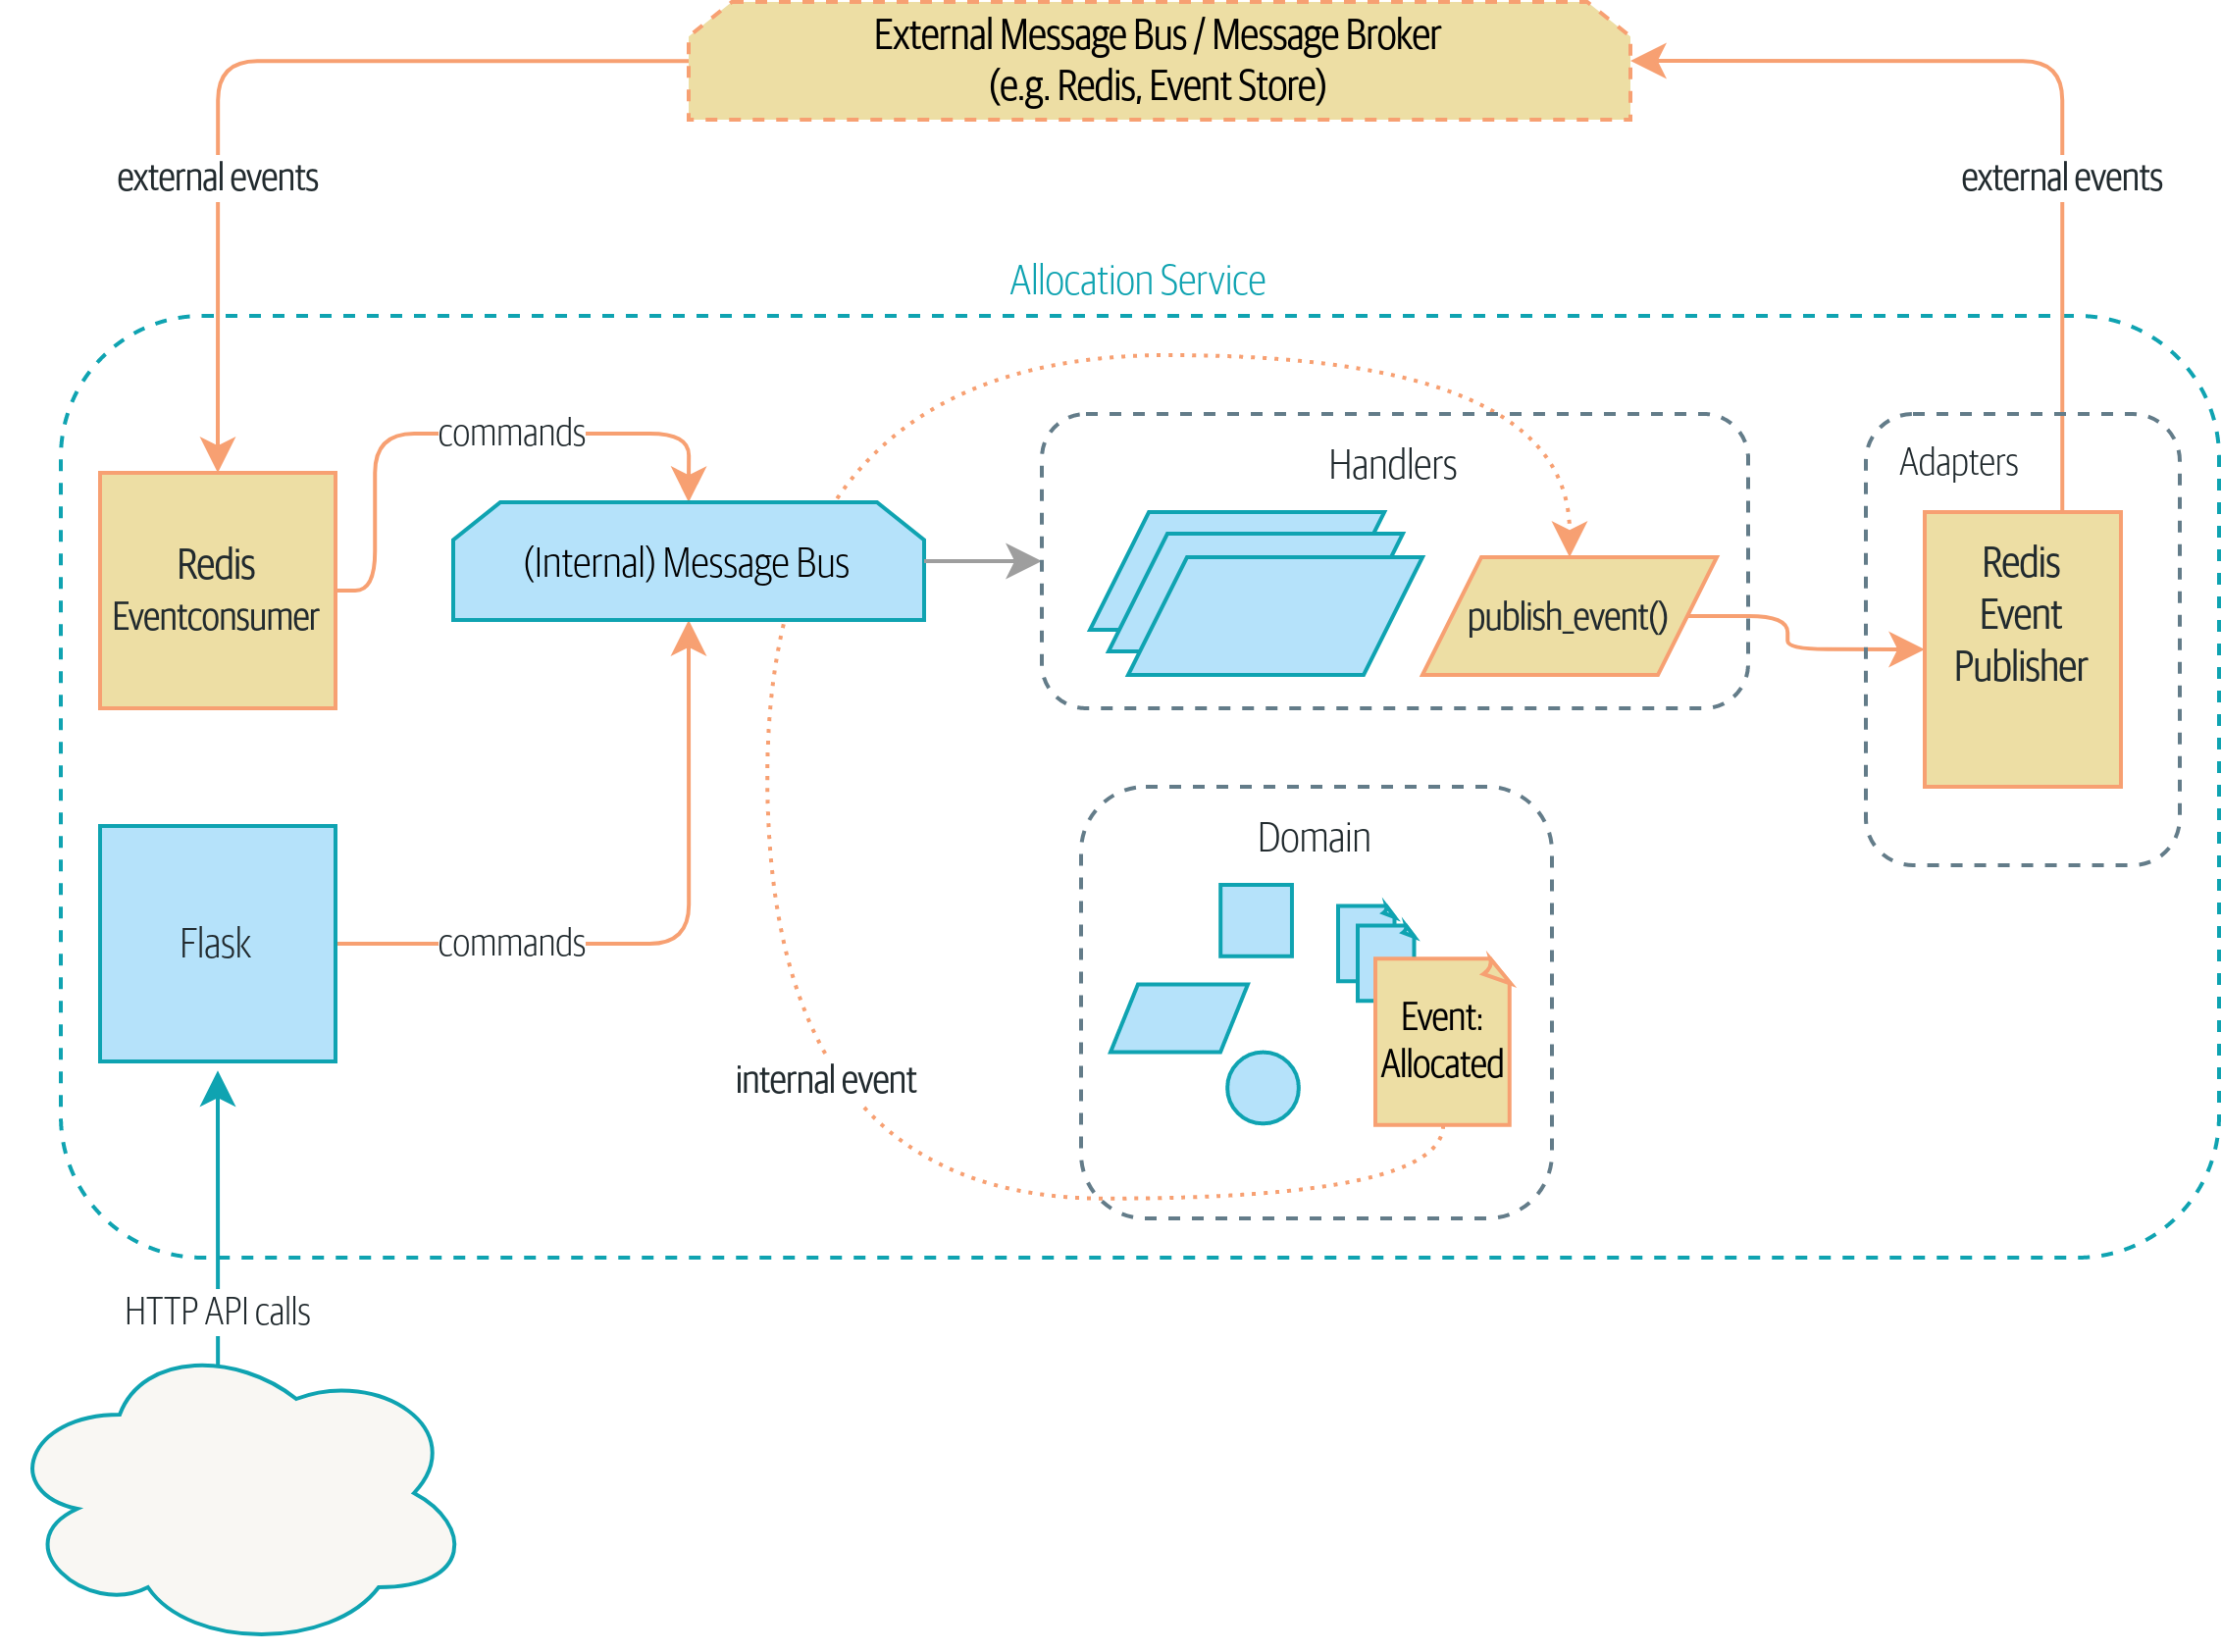 External Message Bus / Message Broker
(e.g. Redis, Event Store)
external events
external events
Allocation Service
commands
Handlers
Adapters
Redis
Eventconsumer
(Internal) Message Bus
publish_event()
Redis
Event
Publisher
Domain
Flask
commands
Event:
Allocated
internal event
HTTP API calls